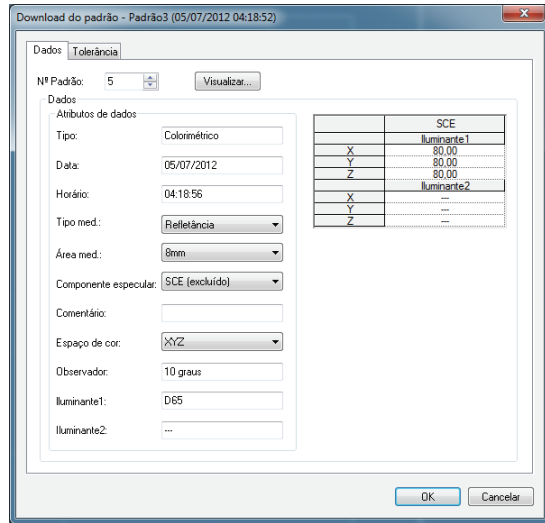 Download do padrão - Padrão3 (05/07/2012 04:18:52)
Dados Tolerância
Nº Padrão: 5 Visualizar...
Dados
Atributos de dados
Tipo: Colorimétrico
Data: 05/07/2012
Horário: 04:18:56
Tipo med.: Refletância
Área med.: 8mm
Componente especular: SCE (excluído)
Comentário:
Espaço de cor: XYZ
Observador: 10 graus
Iluminante1: D65
Iluminante2: ---
SCE
Iluminante1
X 80,00
Y 80,00
Z 80,00
Iluminante2
X ---
Y ---
Z ---
OK Cancelar